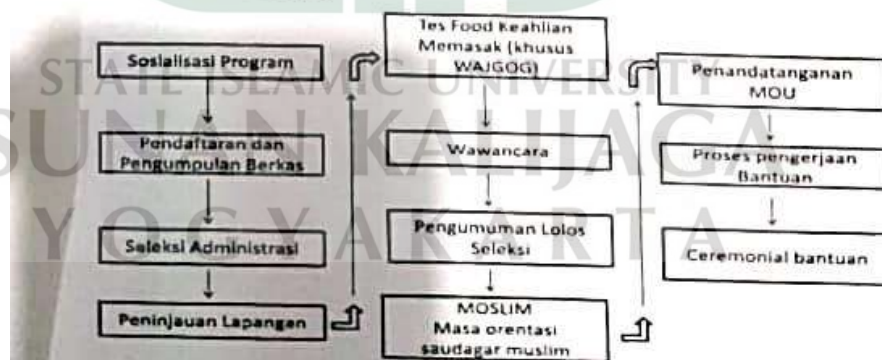 Sosialisasi Program
Pendaftaran dan
Pengumpulan Berkas
Seleksi Administrasi
Peninjauan Lapangan
Tes Food Keahlian
Memasak (khusus
WAJGOG)
Wawancara
Pengumuman Lolos
Seleksi
MOSLIM
Masa orentasi
saudagar muslim
Penandatanganan
MOU
Proses pengerjaan
Bantuan
Ceremonial bantuan
STATE ISLAMIC UNIVERSITY
SUNAN KALIJAGA
YOGYAKARTA